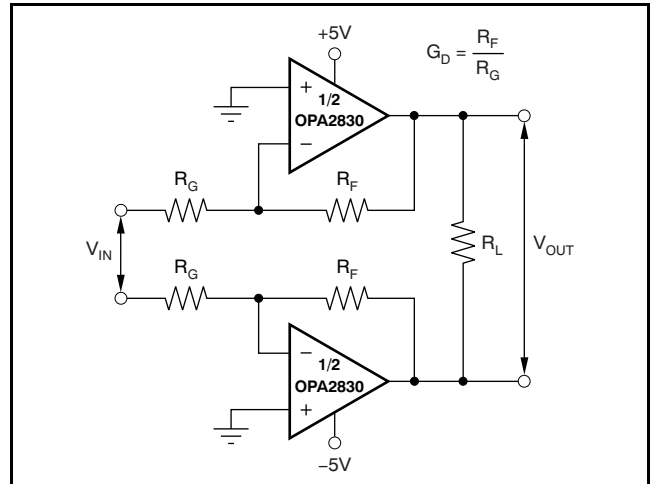 +5V
G_D = R_F / R_G
+
1/2
OPA2830
−
R_G
R_F
V_IN
R_L
V_OUT
R_G
R_F
−
1/2
OPA2830
+
−5V